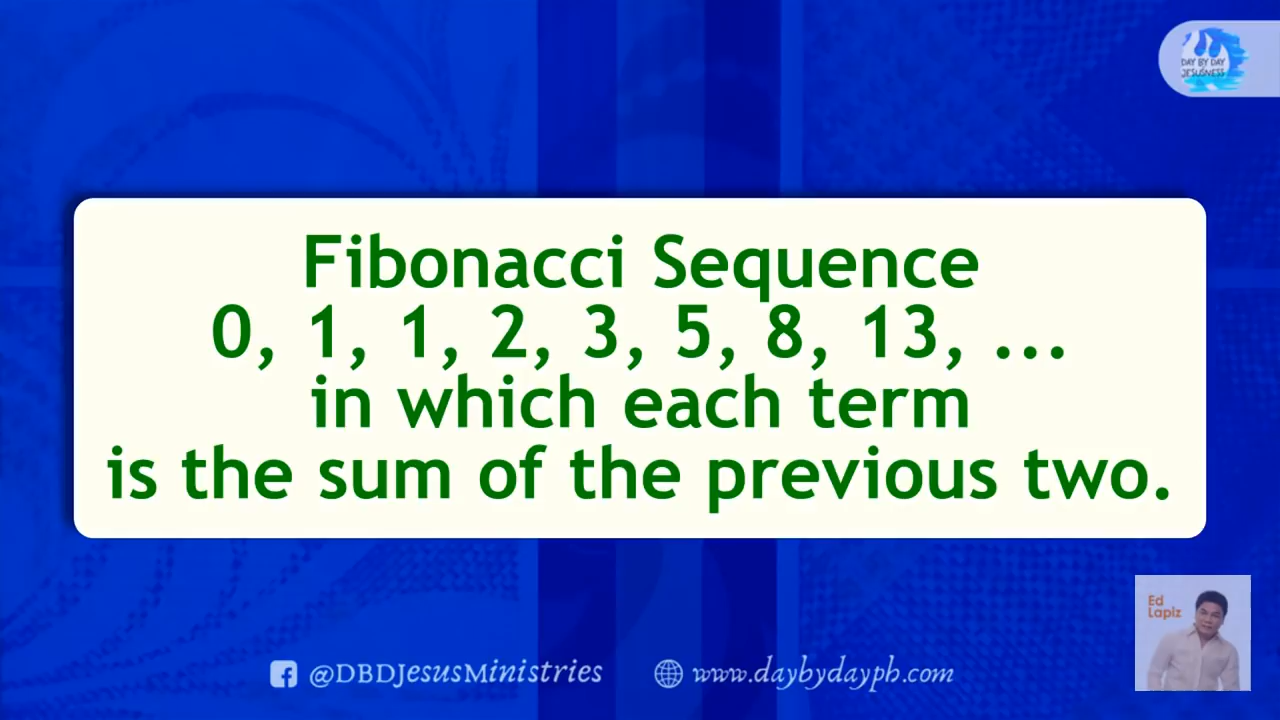 DAY BY DAY
JESUSNESS
Fibonacci Sequence
0, 1, 1, 2, 3, 5, 8, 13, ...
in which each term
is the sum of the previous two.
Ed
Lapiz
@DBDJesusMinistries
www.daybydayph.com